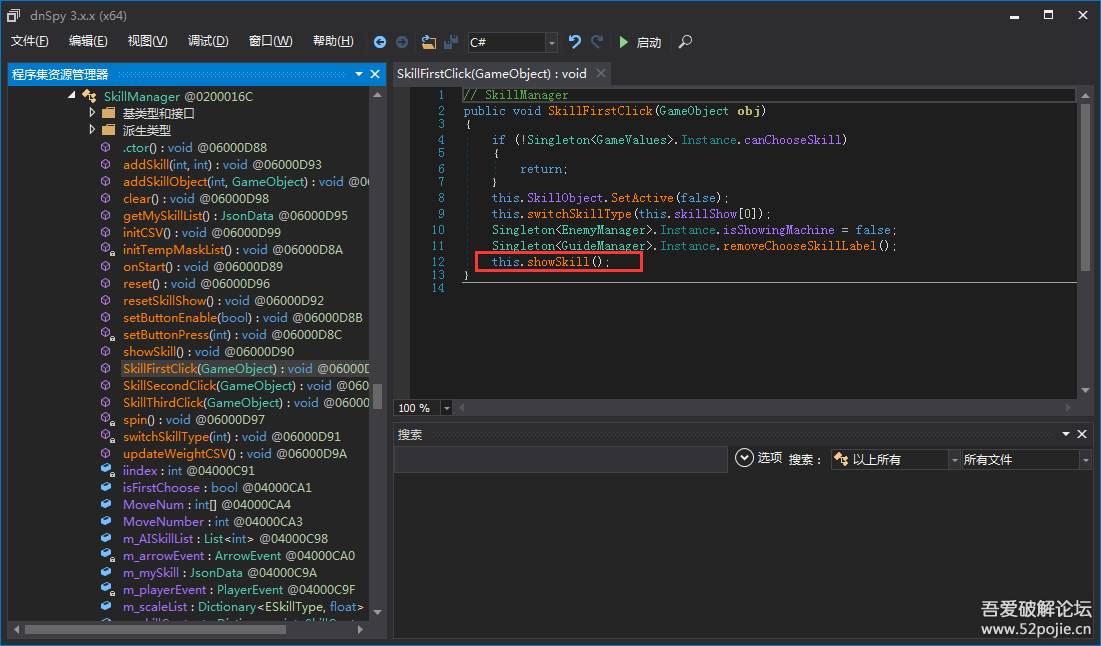 dnSpy 3.x.x (x64)
文件(F) 编辑(E) 视图(V) 调试(D) 窗口(W) 帮助(H) C# 启动
程序集资源管理器
SkillManager @0200016C
基类型和接口
派生类型
.ctor() : void @06000D88
addSkill(int, int) : void @06000D93
addSkillObject(int, GameObject) : void @06
clear() : void @06000D98
getMySkillList() : JsonData @06000D95
initCSV() : void @06000D99
initTempMaskList() : void @06000D8A
onStart() : void @06000D89
reset() : void @06000D96
resetSkillShow() : void @06000D92
setButtonEnable(bool) : void @06000D8B
setButtonPress(int) : void @06000D8C
showSkill() : void @06000D90
SkillFirstClick(GameObject) : void @06000D
SkillSecondClick(GameObject) : void @060
SkillThirdClick(GameObject) : void @06000
spin() : void @06000D97
switchSkillType(int) : void @06000D91
updateWeightCSV() : void @06000D9A
iindex : int @04000C91
isFirstChoose : bool @04000CA1
MoveNum : int[] @04000CA4
MoveNumber : int @04000CA3
m_AISkillList : List<int> @04000C98
m_arrowEvent : ArrowEvent @04000CA0
m_mySkill : JsonData @04000C9A
m_playerEvent : PlayerEvent @04000C9F
m_scaleList : Dictionary<ESkillType, float>
SkillFirstClick(GameObject) : void
1 // SkillManager
2 public void SkillFirstClick(GameObject obj)
3 {
4 if (!Singleton<GameValues>.Instance.canChooseSkill)
5 {
6 return;
7 }
8 this.SkillObject.SetActive(false);
9 this.switchSkillType(this.skillShow[0]);
10 Singleton<EnemyManager>.Instance.isShowingMachine = false;
11 Singleton<GuideManager>.Instance.removeChooseSkillLabel();
12 this.showSkill();
13 }
14
100 %
搜索
选项 搜索： 以上所有 所有文件
吾爱破解论坛
www.52pojie.cn